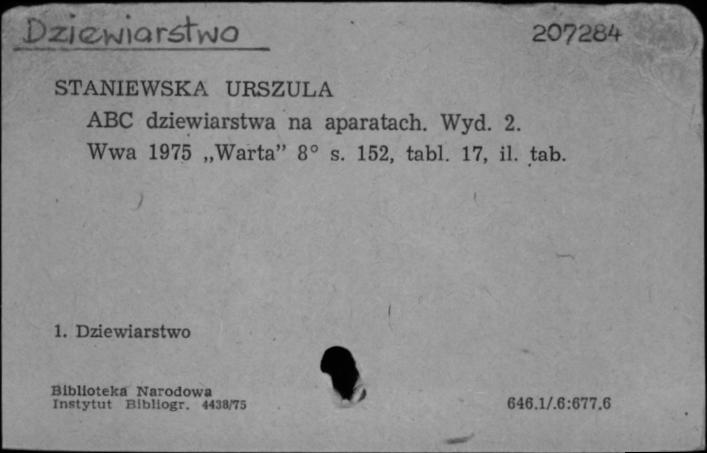 Dziewiarstwo 207284
STANIEWSKA URSZULA
ABC dziewiarstwa na aparatach. Wyd. 2.
Wwa 1975 „Warta” 8° s. 152, tabl. 17, il. tab.
1. Dziewiarstwo
Biblioteka Narodowa
Instytut Bibliogr. 4438/75 646.1/.6:677.6